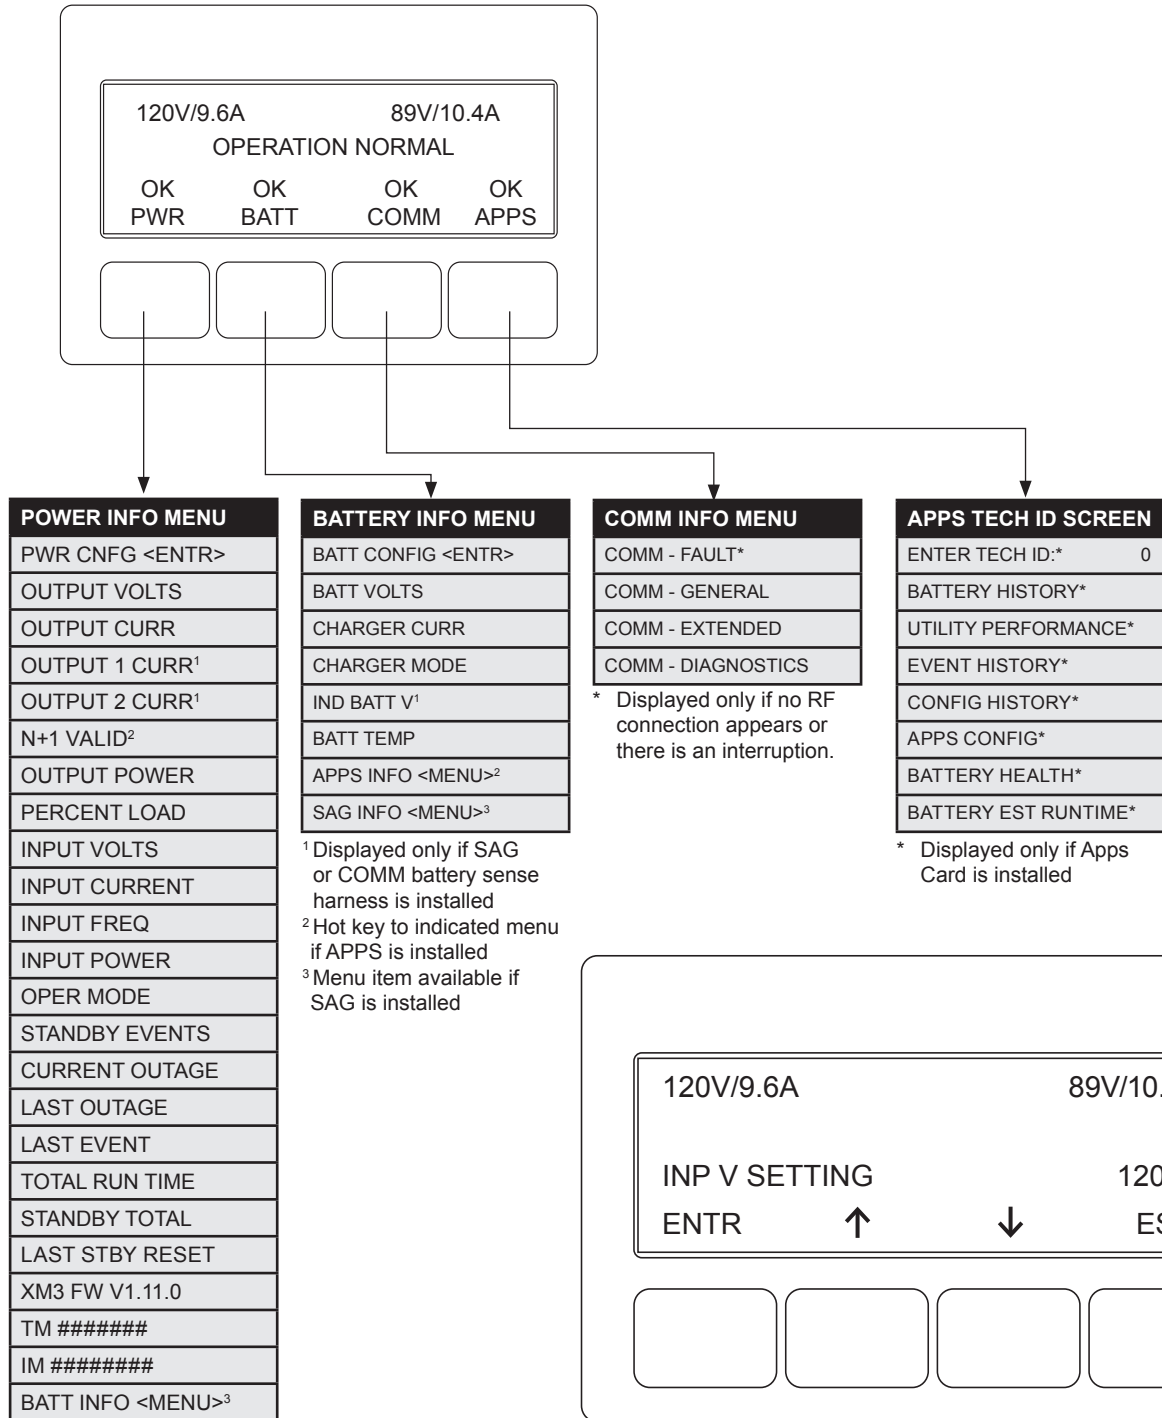 120V/9.6A 89V/10.4A
OPERATION NORMAL
OK OK OK OK
PWR BATT COMM APPS
POWER INFO MENU
PWR CNFG <ENTR>
OUTPUT VOLTS
OUTPUT CURR
OUTPUT 1 CURR¹
OUTPUT 2 CURR¹
N+1 VALID²
OUTPUT POWER
PERCENT LOAD
INPUT VOLTS
INPUT CURRENT
INPUT FREQ
INPUT POWER
OPER MODE
STANDBY EVENTS
CURRENT OUTAGE
LAST OUTAGE
LAST EVENT
TOTAL RUN TIME
STANDBY TOTAL
LAST STBY RESET
XM3 FW V1.11.0
TM #######
IM ########
BATT INFO <MENU>³
BATTERY INFO MENU
BATT CONFIG <ENTR>
BATT VOLTS
CHARGER CURR
CHARGER MODE
IND BATT V¹
BATT TEMP
APPS INFO <MENU>²
SAG INFO <MENU>³
¹ Displayed only if SAG
or COMM battery sense
harness is installed
² Hot key to indicated menu
if APPS is installed
³ Menu item available if
SAG is installed
COMM INFO MENU
COMM - FAULT*
COMM - GENERAL
COMM - EXTENDED
COMM - DIAGNOSTICS
* Displayed only if no RF
connection appears or
there is an interruption.
APPS TECH ID SCREEN
ENTER TECH ID:* 0
BATTERY HISTORY*
UTILITY PERFORMANCE*
EVENT HISTORY*
CONFIG HISTORY*
APPS CONFIG*
BATTERY HEALTH*
BATTERY EST RUNTIME*
* Displayed only if Apps
Card is installed
120V/9.6A 89V/10.
INP V SETTING 120
ENTR ↑ ↓ ES